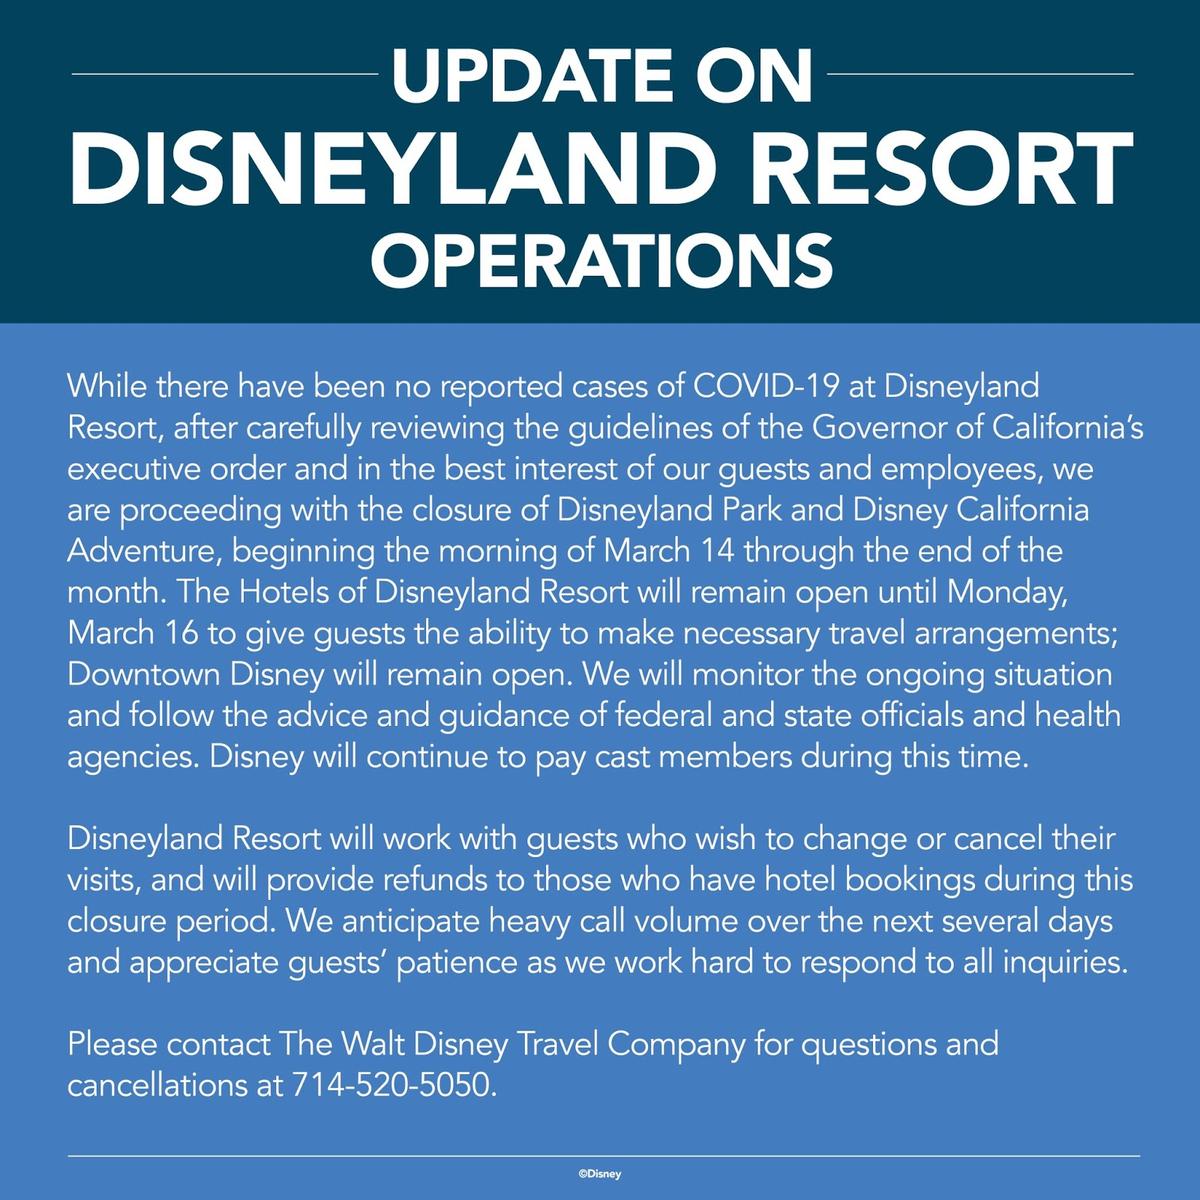 UPDATE ON
DISNEYLAND RESORT
OPERATIONS
While there have been no reported cases of COVID-19 at Disneyland
Resort, after carefully reviewing the guidelines of the Governor of California’s
executive order and in the best interest of our guests and employees, we
are proceeding with the closure of Disneyland Park and Disney California
Adventure, beginning the morning of March 14 through the end of the
month. The Hotels of Disneyland Resort will remain open until Monday,
March 16 to give guests the ability to make necessary travel arrangements;
Downtown Disney will remain open. We will monitor the ongoing situation
and follow the advice and guidance of federal and state officials and health
agencies. Disney will continue to pay cast members during this time.
Disneyland Resort will work with guests who wish to change or cancel their
visits, and will provide refunds to those who have hotel bookings during this
closure period. We anticipate heavy call volume over the next several days
and appreciate guests’ patience as we work hard to respond to all inquiries.
Please contact The Walt Disney Travel Company for questions and
cancellations at 714-520-5050.
©Disney